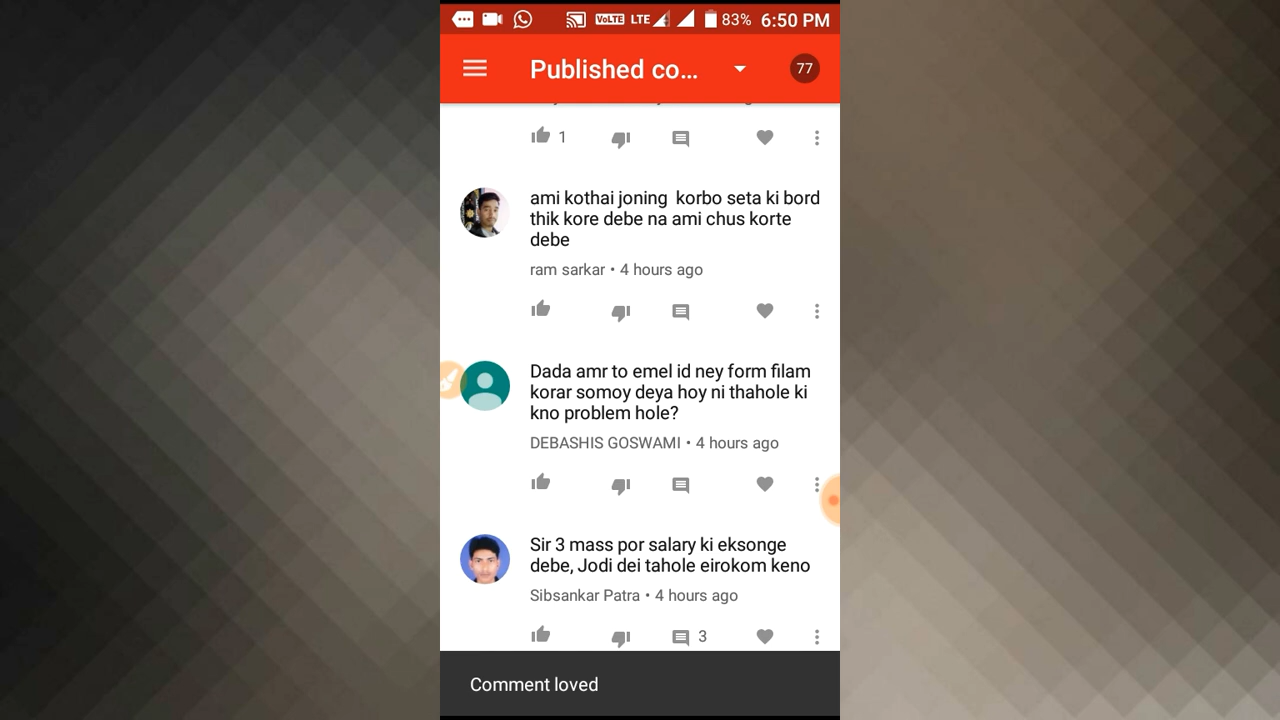 VoLTE LTE 83% 6:50 PM
Published co... 77
1
ami kothai joning korbo seta ki bord
thik kore debe na ami chus korte
debe
ram sarkar • 4 hours ago
Dada amr to emel id ney form filam
korar somoy deya hoy ni thahole ki
kno problem hole?
DEBASHIS GOSWAMI • 4 hours ago
Sir 3 mass por salary ki eksonge
debe, Jodi dei tahole eirokom keno
Sibsankar Patra • 4 hours ago
3
Comment loved